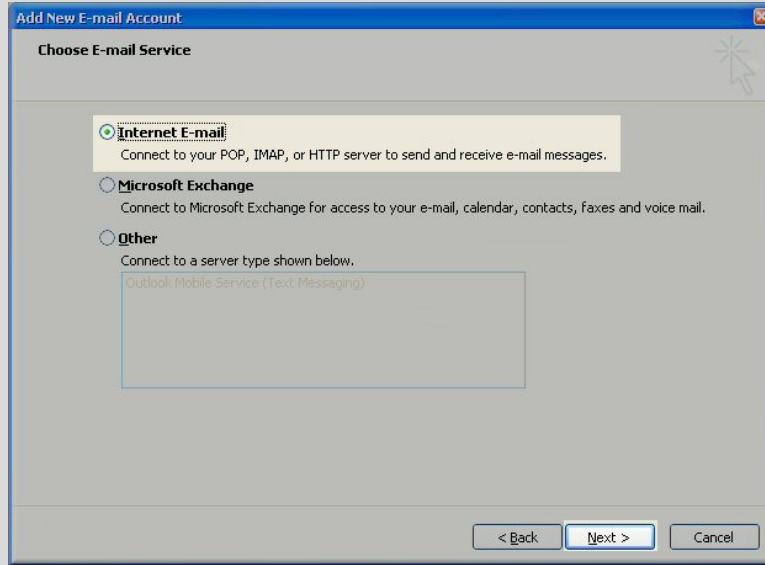 Add New E-mail Account
Choose E-mail Service
Internet E-mail
Connect to your POP, IMAP, or HTTP server to send and receive e-mail messages.
Microsoft Exchange
Connect to Microsoft Exchange for access to your e-mail, calendar, contacts, faxes and voice mail.
Other
Connect to a server type shown below.
Outlook Mobile Service (Text Messaging)
< Back Next > Cancel